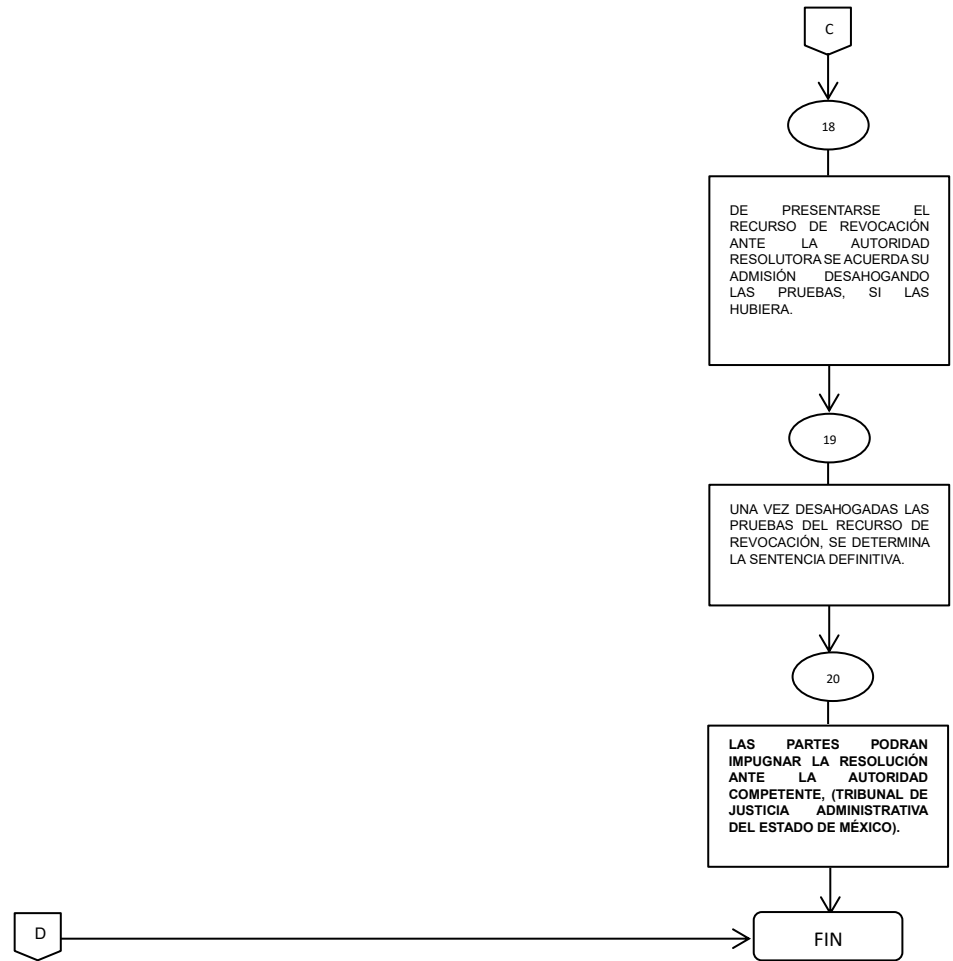 C
18
DE PRESENTARSE EL
RECURSO DE REVOCACIÓN
ANTE LA AUTORIDAD
RESOLUTORA SE ACUERDA SU
ADMISIÓN DESAHOGANDO
LAS PRUEBAS, SI LAS
HUBIERA.
19
UNA VEZ DESAHOGADAS LAS
PRUEBAS DEL RECURSO DE
REVOCACIÓN, SE DETERMINA
LA SENTENCIA DEFINITIVA.
20
LAS PARTES PODRAN
IMPUGNAR LA RESOLUCIÓN
ANTE LA AUTORIDAD
COMPETENTE, (TRIBUNAL DE
JUSTICIA ADMINISTRATIVA
DEL ESTADO DE MÉXICO).
D
FIN